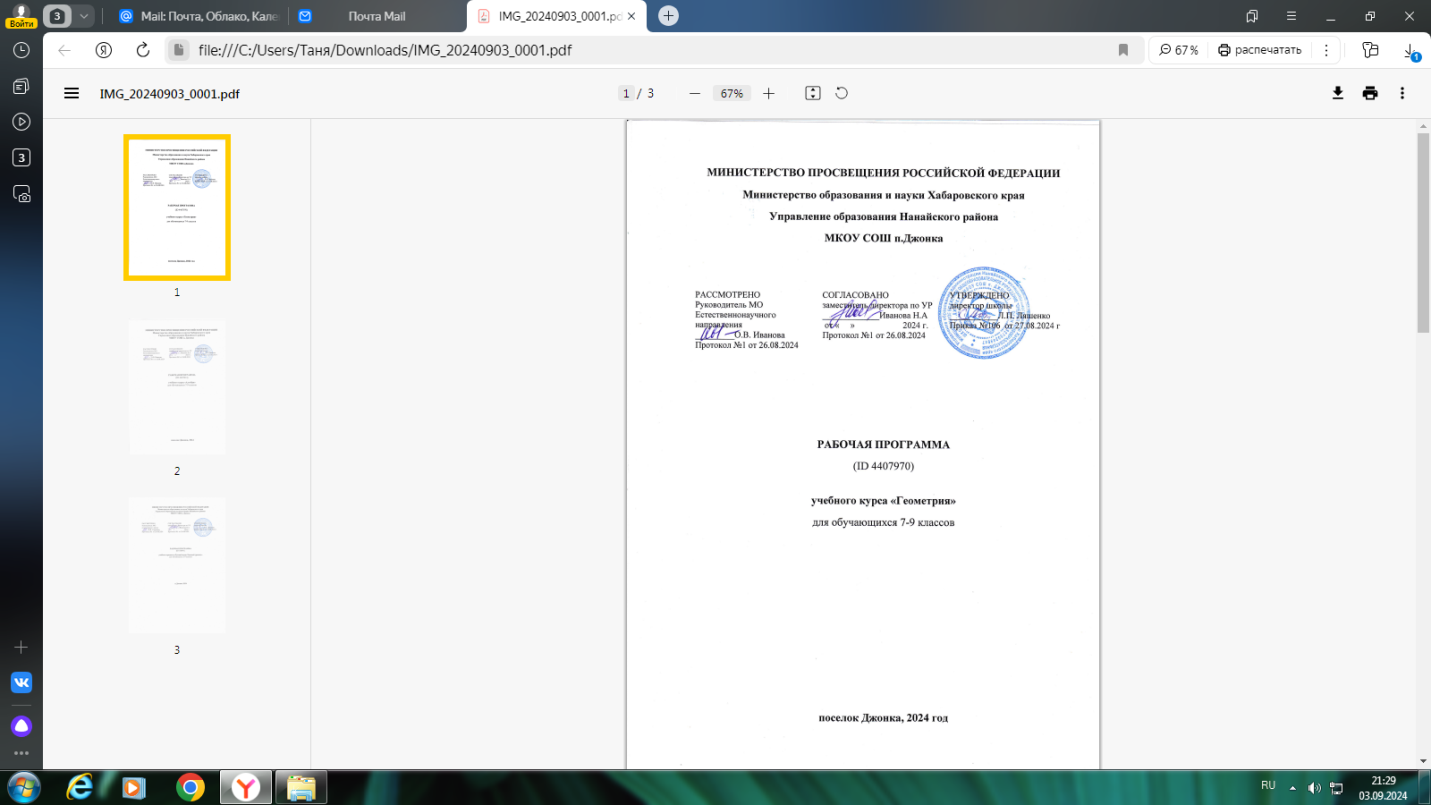 Войти
3
Mail: Почта, Облако, Кале
Почта Mail
IMG_20240903_0001.pd
file:///C:/Users/Таня/Downloads/IMG_20240903_0001.pdf
67 %
распечатать
1
IMG_20240903_0001.pdf
1 / 3
67%
3
1
2
3
МИНИСТЕРСТВО ПРОСВЕЩЕНИЯ РОССИЙСКОЙ ФЕДЕРАЦИИ
Министерство образования и науки Хабаровского края
Управление образования Нанайского района
МКОУ СОШ п.Джонка
РАССМОТРЕНО
Руководитель МО
Естественнонаучного
направления
О.В. Иванова
Протокол №1 от 26.08.2024
СОГЛАСОВАНО
заместитель директора по УР
Иванова Н.А
от « » 2024 г.
Протокол №1 от 26.08.2024
УТВЕРЖДЕНО
директор школы
Л.П. Ляшенко
Приказ №106 от 27.08.2024 г
РАБОЧАЯ ПРОГРАММА
(ID 4407970)
учебного курса «Геометрия»
для обучающихся 7-9 классов
поселок Джонка, 2024 год
RU
21:29
03.09.2024